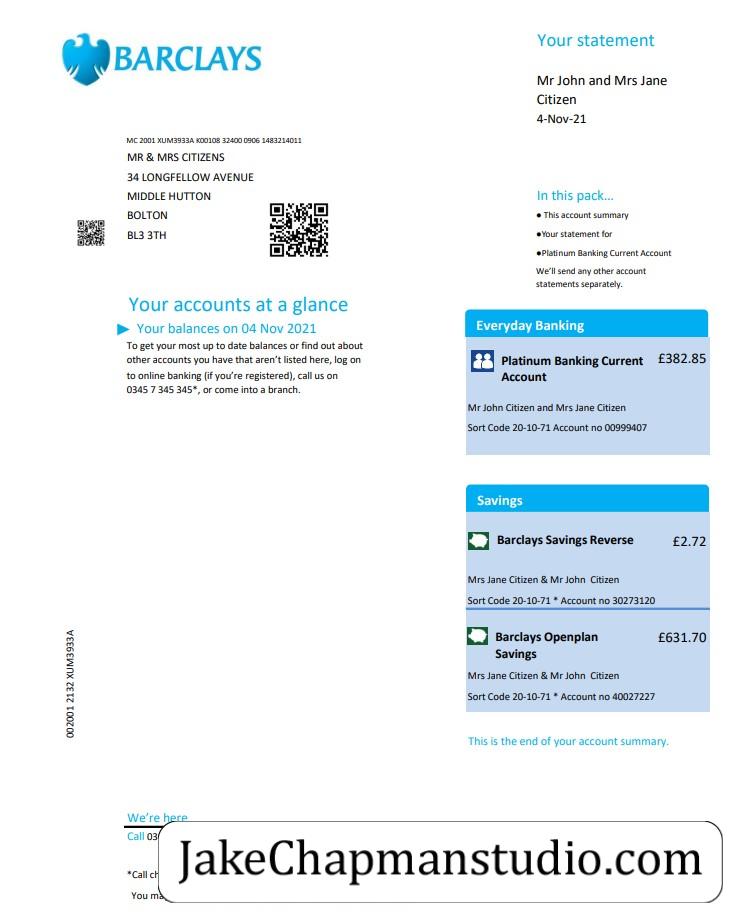 BARCLAYS
Your statement
Mr John and Mrs Jane
Citizen
4-Nov-21
MC 2001 XUM3933A K00108 32400 0906 1483214011
MR & MRS CITIZENS
34 LONGFELLOW AVENUE
MIDDLE HUTTON
BOLTON
BL3 3TH
In this pack...
● This account summary
●Your statement for
●Platinum Banking Current Account
We'll send any other account
statements separately.
Your accounts at a glance
Your balances on 04 Nov 2021
To get your most up to date balances or find out about
other accounts you have that aren't listed here, log on
to online banking (if you're registered), call us on
0345 7 345 345*, or come into a branch.
Everyday Banking
Platinum Banking Current £382.85
Account
Mr John Citizen and Mrs Jane Citizen
Sort Code 20-10-71 Account no 00999407
Savings
Barclays Savings Reverse £2.72
Mrs Jane Citizen & Mr John Citizen
Sort Code 20-10-71 * Account no 30273120
Barclays Openplan £631.70
Savings
Mrs Jane Citizen & Mr John Citizen
Sort Code 20-10-71 * Account no 40027227
This is the end of your account summary.
002001 2132 XUM3933A
We're here
Call 03
*Call
You
JakeChapmanstudio.com